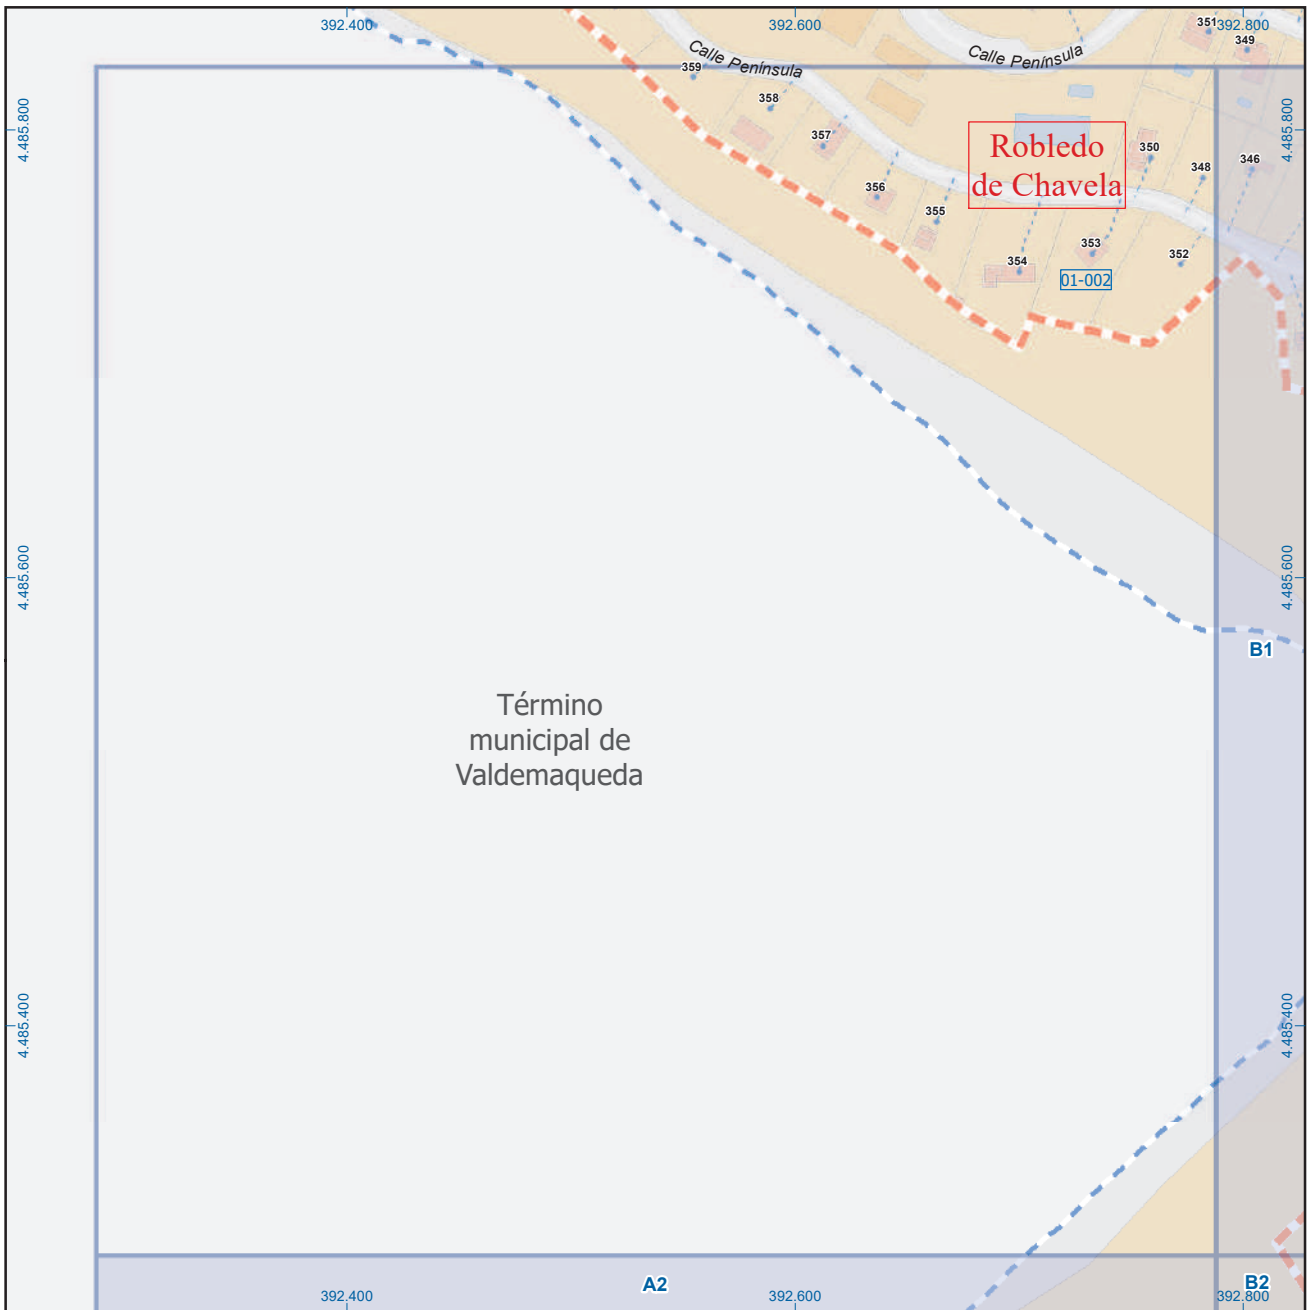 392.400
392.600
392.800
351
349
Calle Península
Calle Península
359
358
357
4.485.800
4.485.800
Robledo
de Chavela
350
348
346
356
355
354
353
352
01-002
4.485.600
4.485.600
B1
Término
municipal de
Valdemaqueda
4.485.400
4.485.400
A2
B2
392.400
392.600
392.800